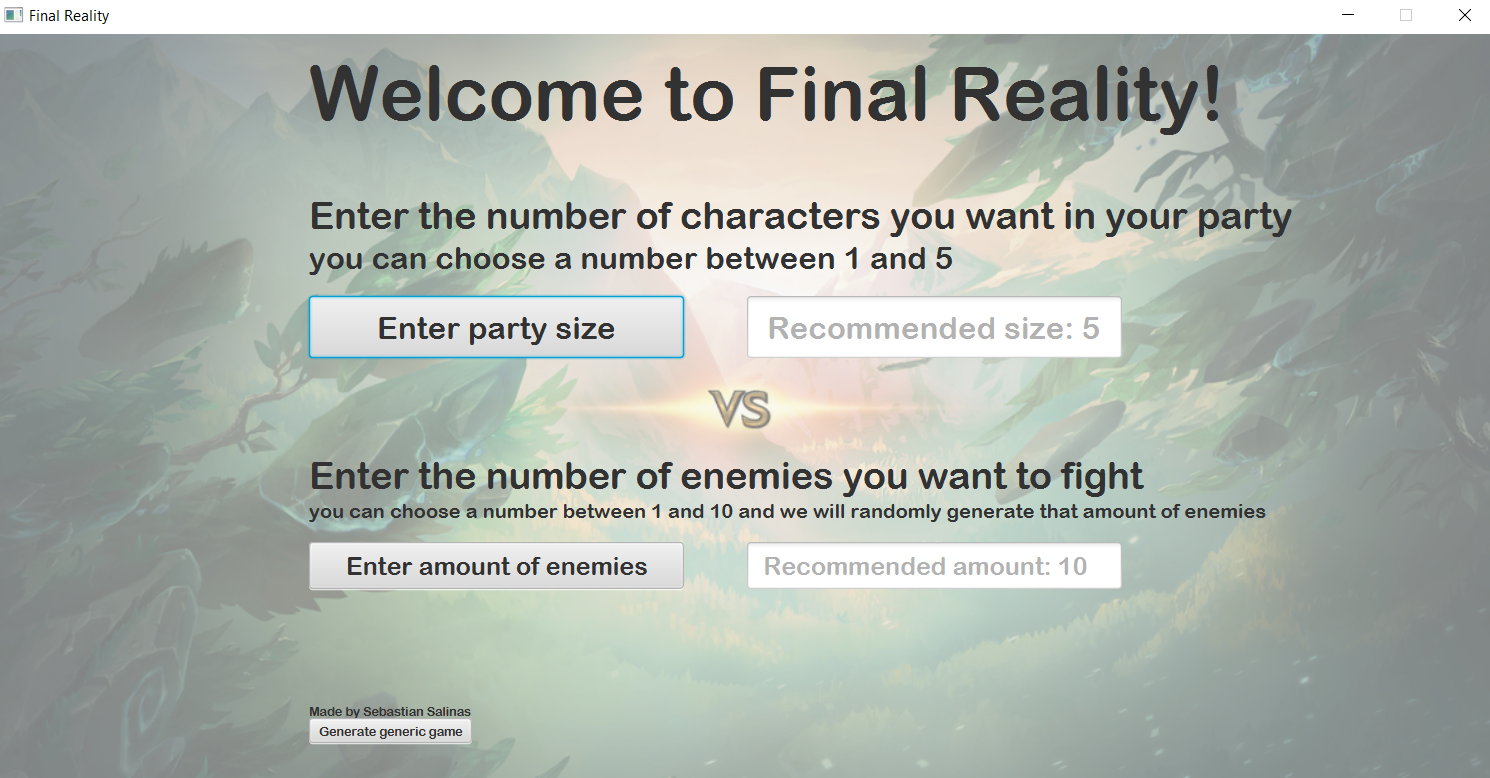 Final Reality
Welcome to Final Reality!
Enter the number of characters you want in your party
you can choose a number between 1 and 5
Enter party size
Recommended size: 5
VS
Enter the number of enemies you want to fight
you can choose a number between 1 and 10 and we will randomly generate that amount of enemies
Enter amount of enemies
Recommended amount: 10
Made by Sebastian Salinas
Generate generic game